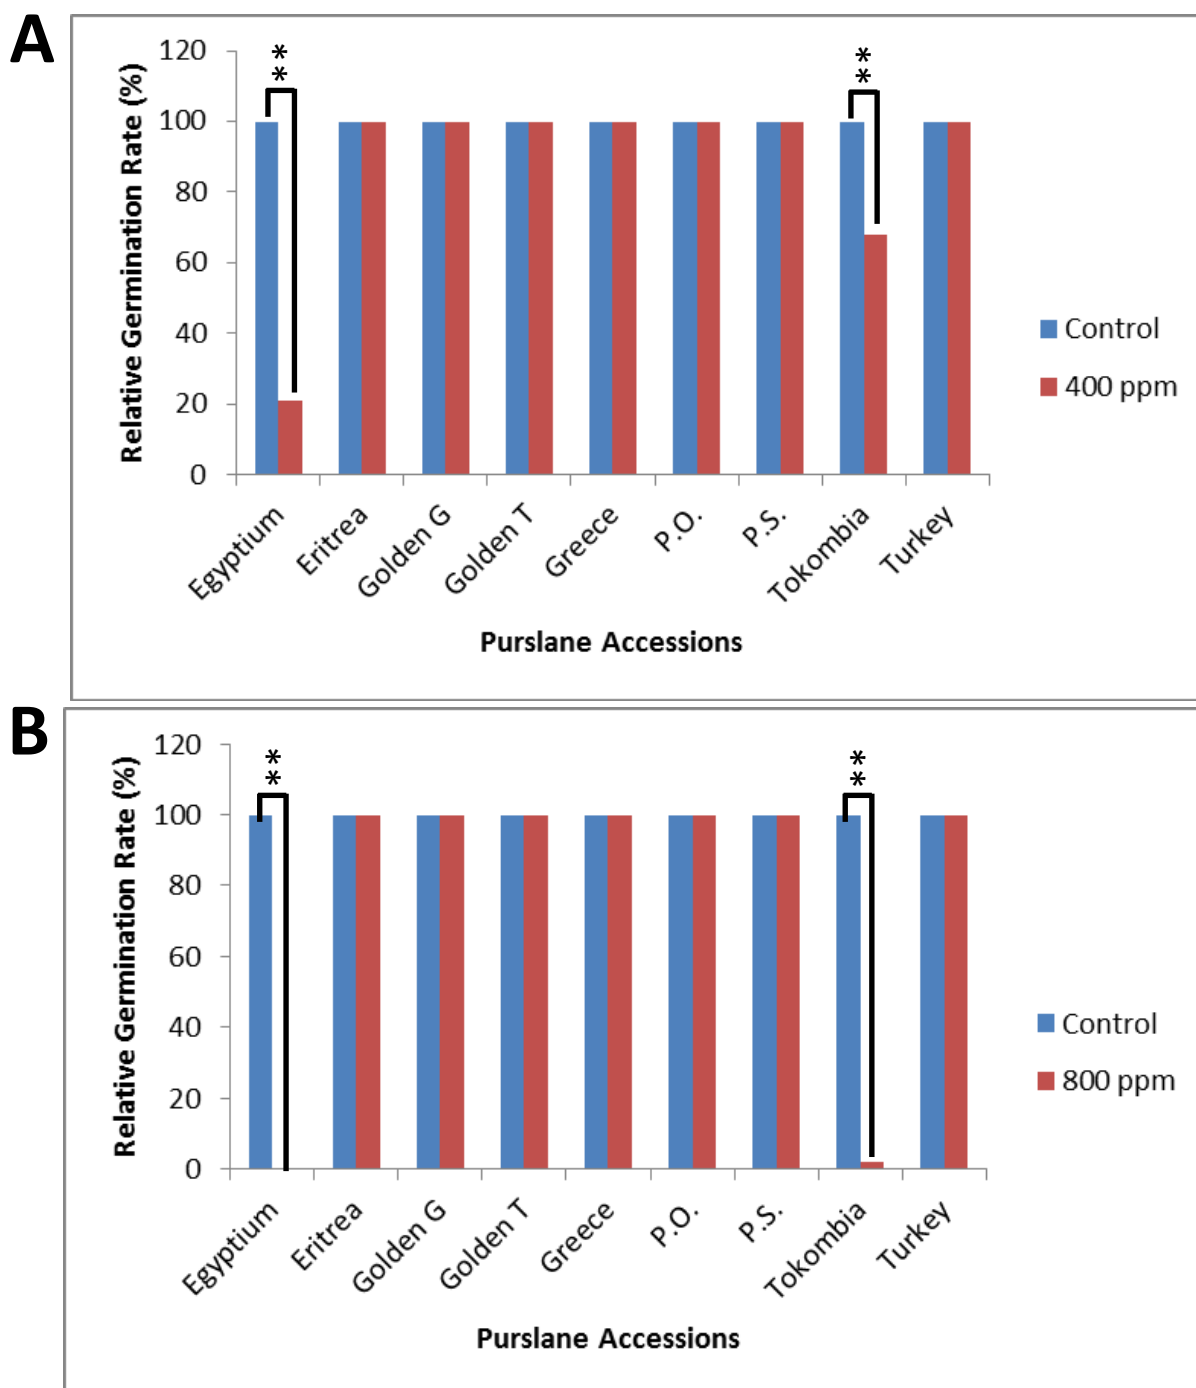 A
120
100
80
60
40
20
0
Relative Germination Rate (%)
**
**
Egyptium
Eritrea
Golden G
Golden T
Greece
P.O.
P.S.
Tokombia
Turkey
Purslane Accessions
Control
400 ppm
B
120
100
80
60
40
20
0
Relative Germination Rate (%)
**
**
Egyptium
Eritrea
Golden G
Golden T
Greece
P.O.
P.S.
Tokombia
Turkey
Purslane Accessions
Control
800 ppm